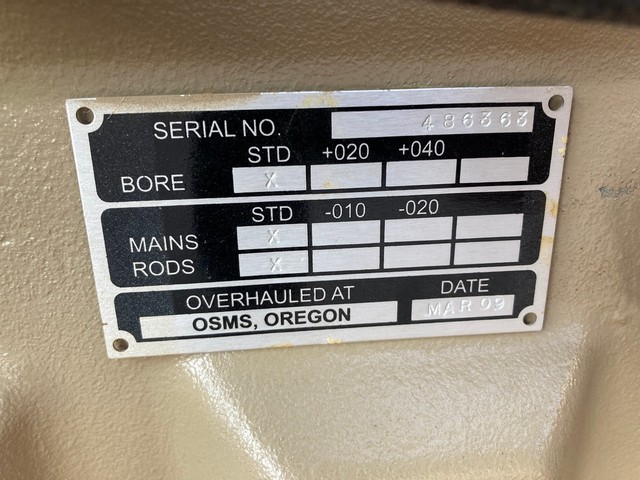 SERIAL NO. 486363
STD +020 +040
BORE X
STD -010 -020
MAINS X
RODS X
OVERHAULED AT DATE
OSMS, OREGON MAR 09